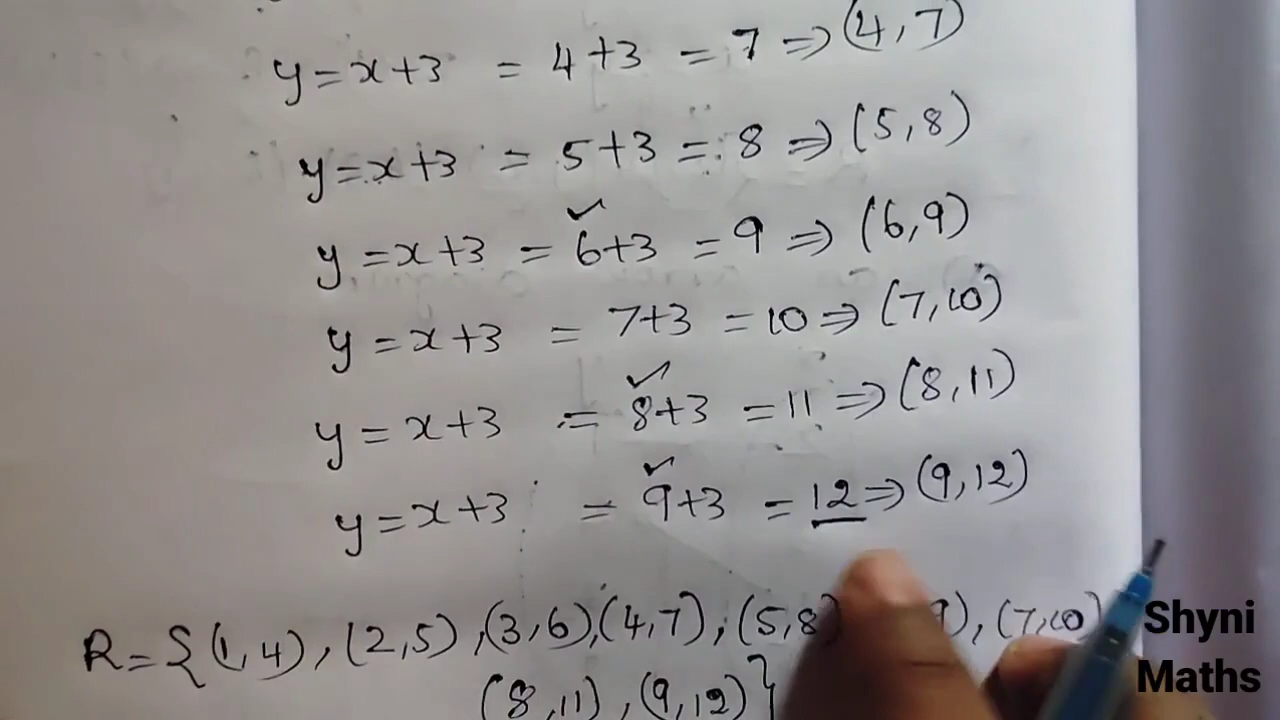 y = x+3 = 4+3 = 7 ⇒ (4,7)
y = x+3 = 5+3 = 8 ⇒ (5,8)
y = x+3 = 6+3 = 9 ⇒ (6,9)
y = x+3 = 7+3 = 10 ⇒ (7,10)
y = x+3 = 8+3 = 11 ⇒ (8,11)
y = x+3 = 9+3 = 12 ⇒ (9,12)
R = {(1,4), (2,5), (3,6), (4,7), (5,8) 9), (7,10)
(8,11), (9,12)}
Shyni
Maths